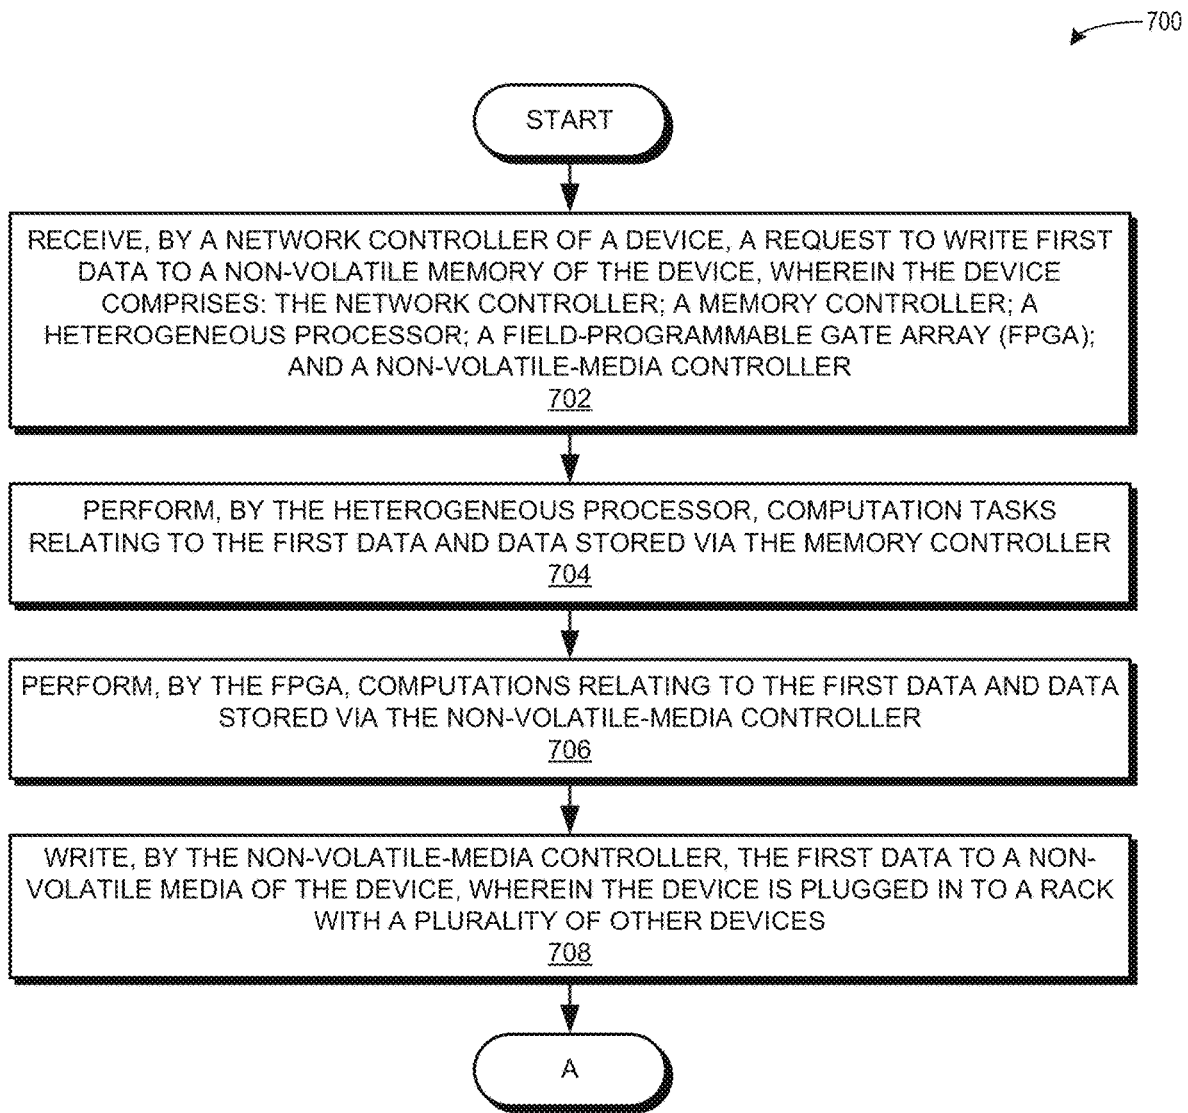 700
START
RECEIVE, BY A NETWORK CONTROLLER OF A DEVICE, A REQUEST TO WRITE FIRST
DATA TO A NON-VOLATILE MEMORY OF THE DEVICE, WHEREIN THE DEVICE
COMPRISES: THE NETWORK CONTROLLER; A MEMORY CONTROLLER; A
HETEROGENEOUS PROCESSOR; A FIELD-PROGRAMMABLE GATE ARRAY (FPGA);
AND A NON-VOLATILE-MEDIA CONTROLLER
702
PERFORM, BY THE HETEROGENEOUS PROCESSOR, COMPUTATION TASKS
RELATING TO THE FIRST DATA AND DATA STORED VIA THE MEMORY CONTROLLER
704
PERFORM, BY THE FPGA, COMPUTATIONS RELATING TO THE FIRST DATA AND DATA
STORED VIA THE NON-VOLATILE-MEDIA CONTROLLER
706
WRITE, BY THE NON-VOLATILE-MEDIA CONTROLLER, THE FIRST DATA TO A NON-
VOLATILE MEDIA OF THE DEVICE, WHEREIN THE DEVICE IS PLUGGED IN TO A RACK
WITH A PLURALITY OF OTHER DEVICES
708
A